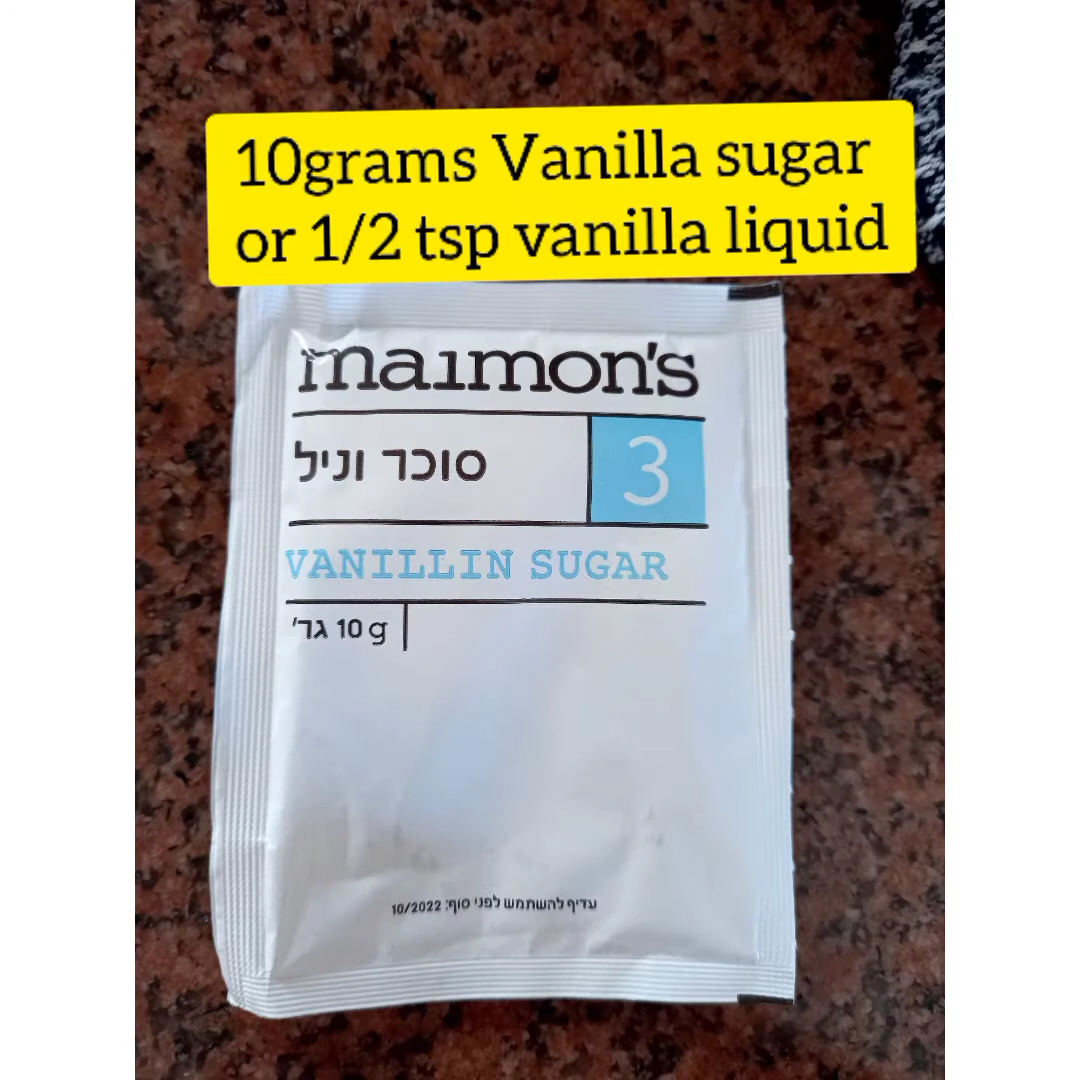 10grams Vanilla sugar
or 1/2 tsp vanilla liquid
maimon's
סוכר וניל
3
VANILLIN SUGAR
10 g גר'
עדיף להשתמש לפני סוף: 10/2022